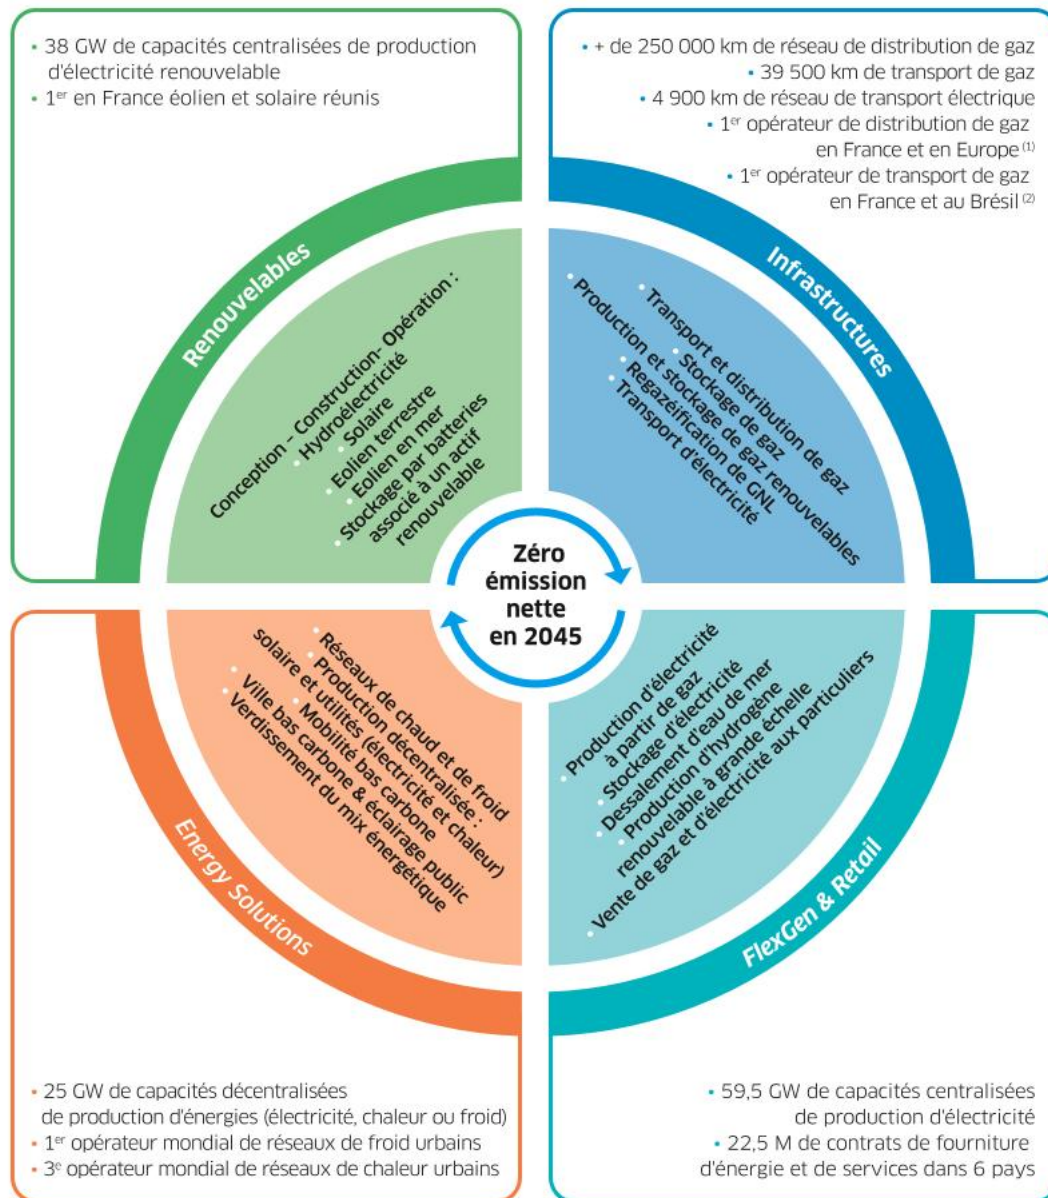 • 38 GW de capacités centralisées de production
d'électricité renouvelable
• 1er en France éolien et solaire réunis
• + de 250 000 km de réseau de distribution de gaz
• 39 500 km de transport de gaz
• 4 900 km de réseau de transport électrique
• 1er opérateur de distribution de gaz
en France et en Europe (1)
• 1er opérateur de transport de gaz
en France et au Brésil (2)
Renouvelables
Conception – Construction- Opération :
• Hydroélectricité
• Solaire
• Eolien terrestre
• Eolien en mer
• Stockage par batteries
associé à un actif
renouvelable
Infrastructures
• Transport et distribution de gaz
• Stockage de gaz
• Production et stockage de gaz renouvelables
• Regazéification de GNL
• Transport d'électricité
Zéro
émission
nette
en 2045
Energy Solutions
• Réseaux de chaud et de froid
• Production décentralisée :
solaire et utilités (électricité et chaleur)
• Mobilité bas carbone
• Ville bas carbone & éclairage public
• Verdissement du mix énergétique
FlexGen & Retail
• Production d'électricité
à partir de gaz
• Stockage d'électricité
• Dessalement d'eau de mer
• Production d'hydrogène
renouvelable à grande échelle
• Vente de gaz et d'électricité aux particuliers
• 25 GW de capacités décentralisées
de production d'énergies (électricité, chaleur ou froid)
• 1er opérateur mondial de réseaux de froid urbains
• 3e opérateur mondial de réseaux de chaleur urbains
• 59,5 GW de capacités centralisées
de production d'électricité
• 22,5 M de contrats de fourniture
d'énergie et de services dans 6 pays